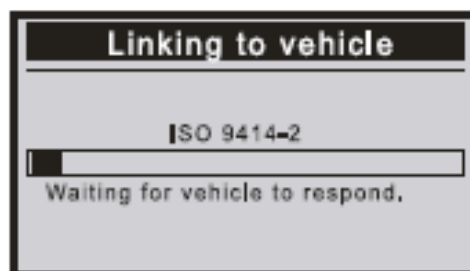 Linking to vehicle
ISO 9414-2
Waiting for vehicle to respond.